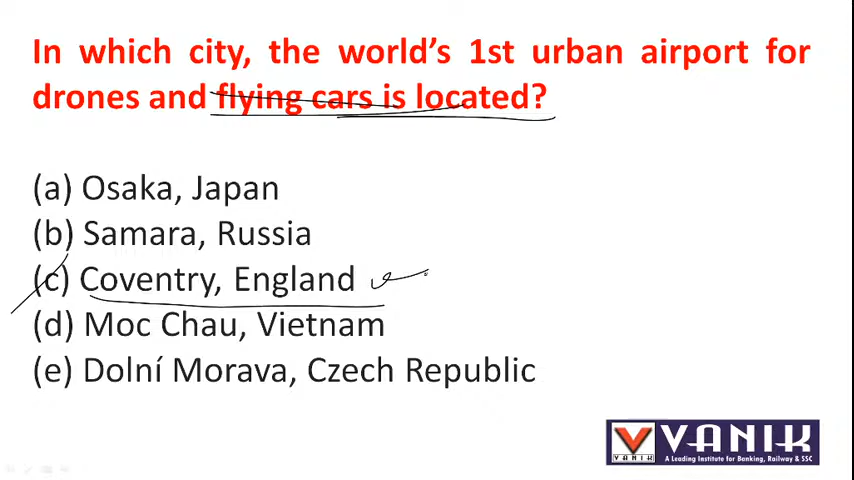 In which city, the world's 1st urban airport for
drones and flying cars is located?
(a) Osaka, Japan
(b) Samara, Russia
(c) Coventry, England
(d) Moc Chau, Vietnam
(e) Dolní Morava, Czech Republic
VANIK
VANIK
A Leading Institute for Banking, Railway & SSC